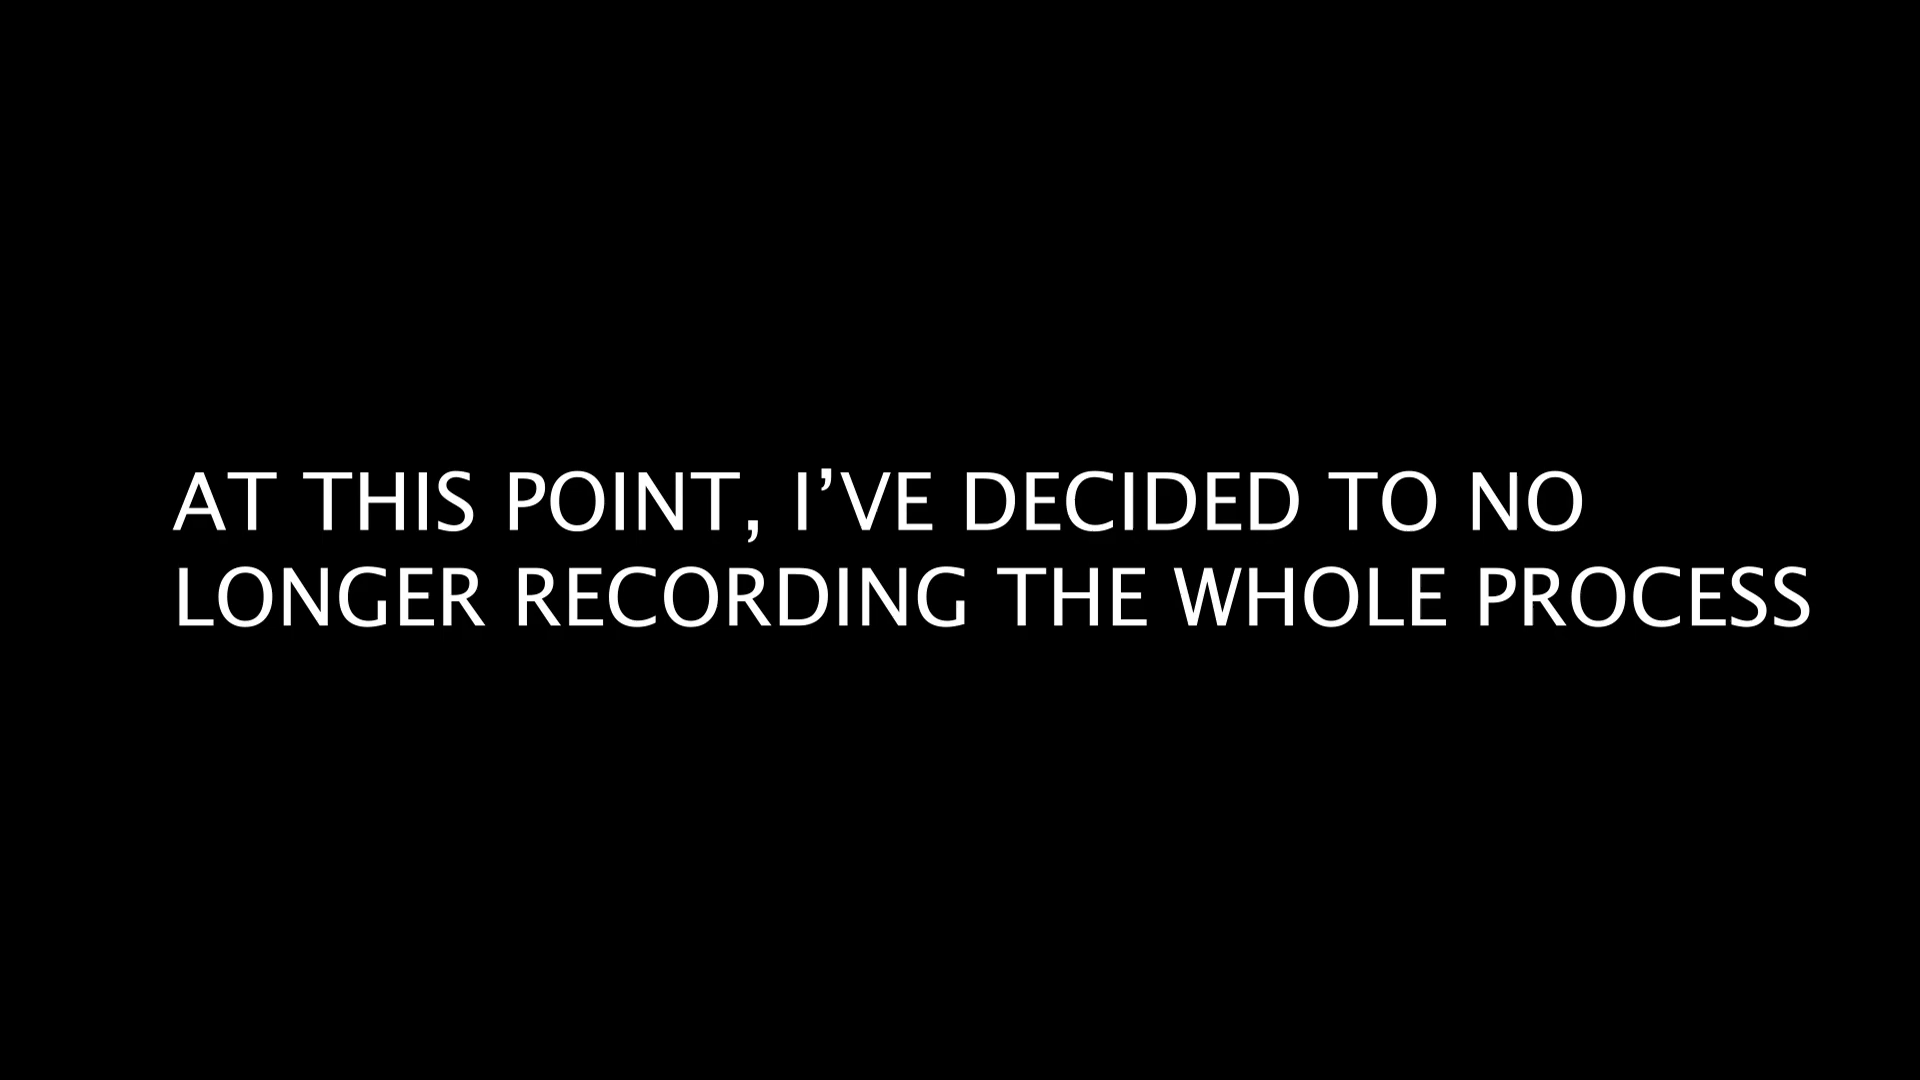 AT THIS POINT, I’VE DECIDED TO NO
LONGER RECORDING THE WHOLE PROCESS